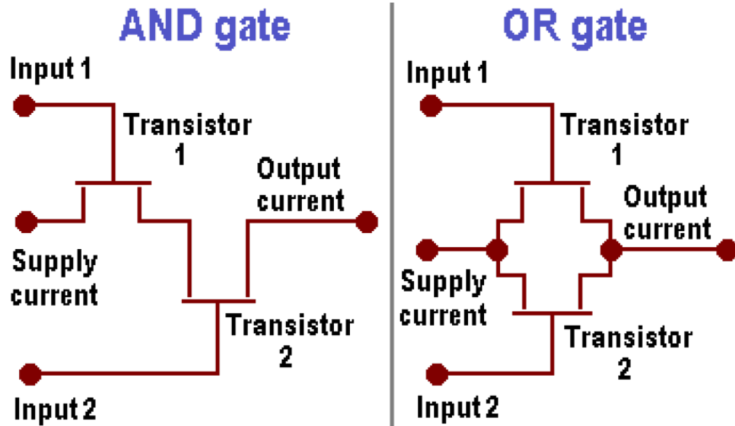 AND gate
Input 1
Transistor
1
Output
current
Supply
current
Transistor
2
Input 2
OR gate
Input 1
Transistor
1
Output
current
Supply
current
Transistor
2
Input 2